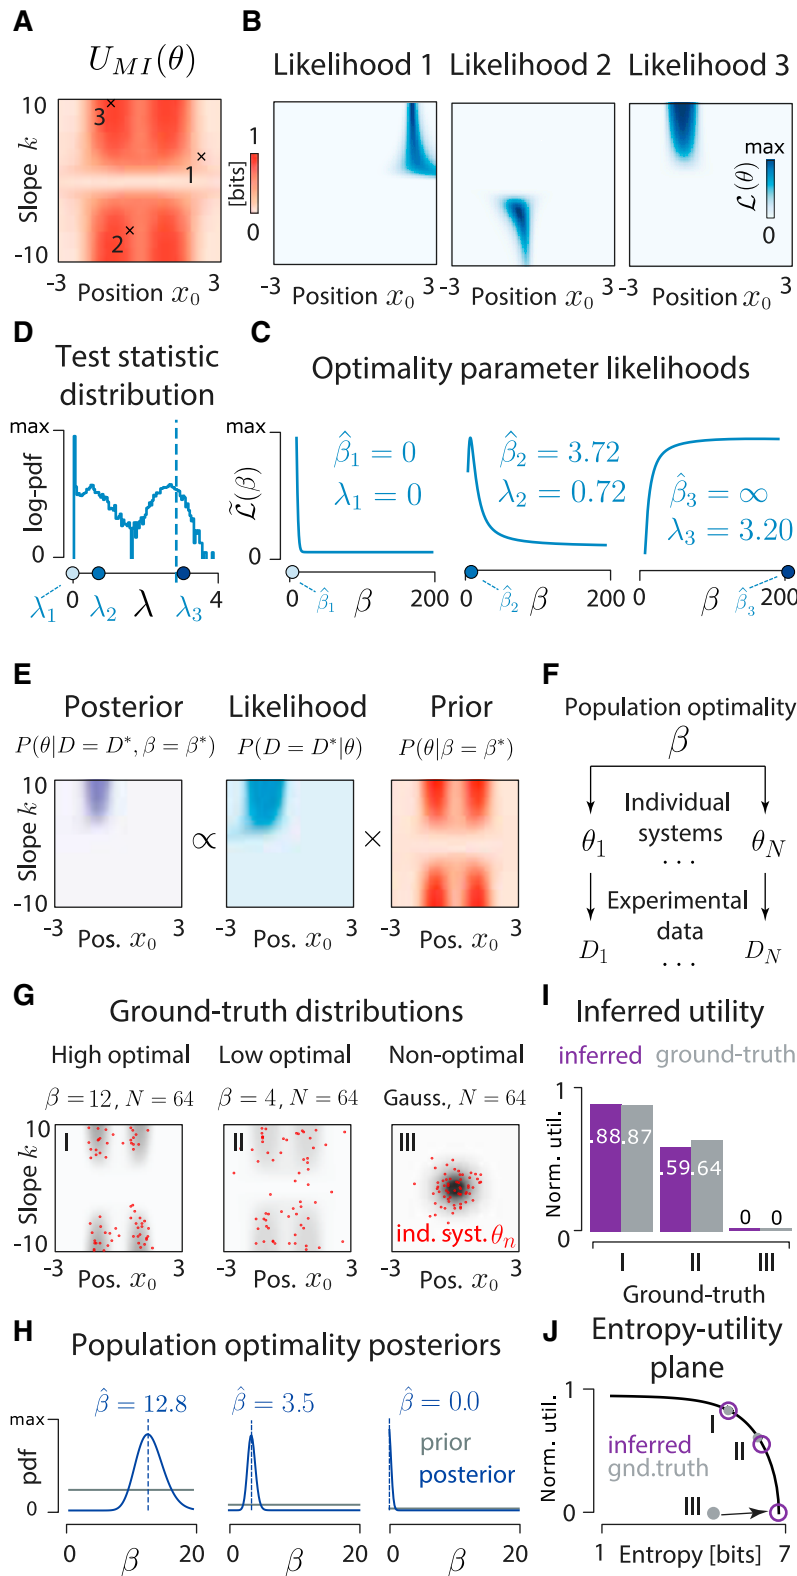 A
U_{MI}(θ)
10
Slope k
-10
3×
1×
2×
-3
Position x₀
3
1
[bits]
0
B
Likelihood 1
Likelihood 2
Likelihood 3
max
ℒ(θ)
0
-3
Position x₀
3
-3
Position x₀
3
-3
Position x₀
3
D
Test statistic
distribution
max
log-pdf
0
λ₁
0
λ₂
λ
λ₃
4
C
Optimality parameter likelihoods
max
ℒ̃(β)
0
β̂₁ = 0
λ₁ = 0
β̂₂ = 3.72
λ₂ = 0.72
β̂₃ = ∞
λ₃ = 3.20
0
β̂₁
β
200
0
β̂₂
β
200
0
β
β̂₃
200
E
Posterior
Likelihood
Prior
P(θ|D = D*, β = β*)
P(D = D*|θ)
P(θ|β = β*)
10
Slope k
-10
∝
×
-3
Pos. x₀
3
-3
Pos. x₀
3
-3
Pos. x₀
3
F
Population optimality
β
Individual
systems
θ₁
. . .
θ_N
Experimental
data
D₁
. . .
D_N
G
Ground-truth distributions
High optimal
Low optimal
Non-optimal
β = 12, N = 64
β = 4, N = 64
Gauss., N = 64
10
Slope k
-10
I
II
III
ind. syst. θₙ
-3
Pos. x₀
3
-3
Pos. x₀
3
-3
Pos. x₀
3
I
Inferred utility
inferred
ground-truth
1
Norm. util.
0
.88
.87
.59
.64
0
0
I
II
III
Ground-truth
H
Population optimality posteriors
β̂ = 12.8
β̂ = 3.5
β̂ = 0.0
max
pdf
0
prior
posterior
0
β
20
0
β
20
0
β
20
J
Entropy-utility
plane
1
Norm. util.
0
I
II
III
inferred
gnd.truth
1
Entropy [bits]
7